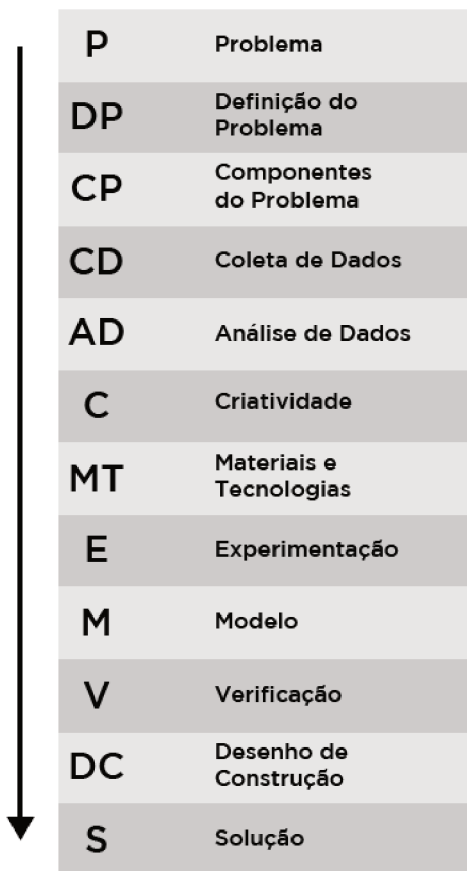 P Problema
DP Definição do
Problema
CP Componentes
do Problema
CD Coleta de Dados
AD Análise de Dados
C Criatividade
MT Materiais e
Tecnologias
E Experimentação
M Modelo
V Verificação
DC Desenho de
Construção
S Solução